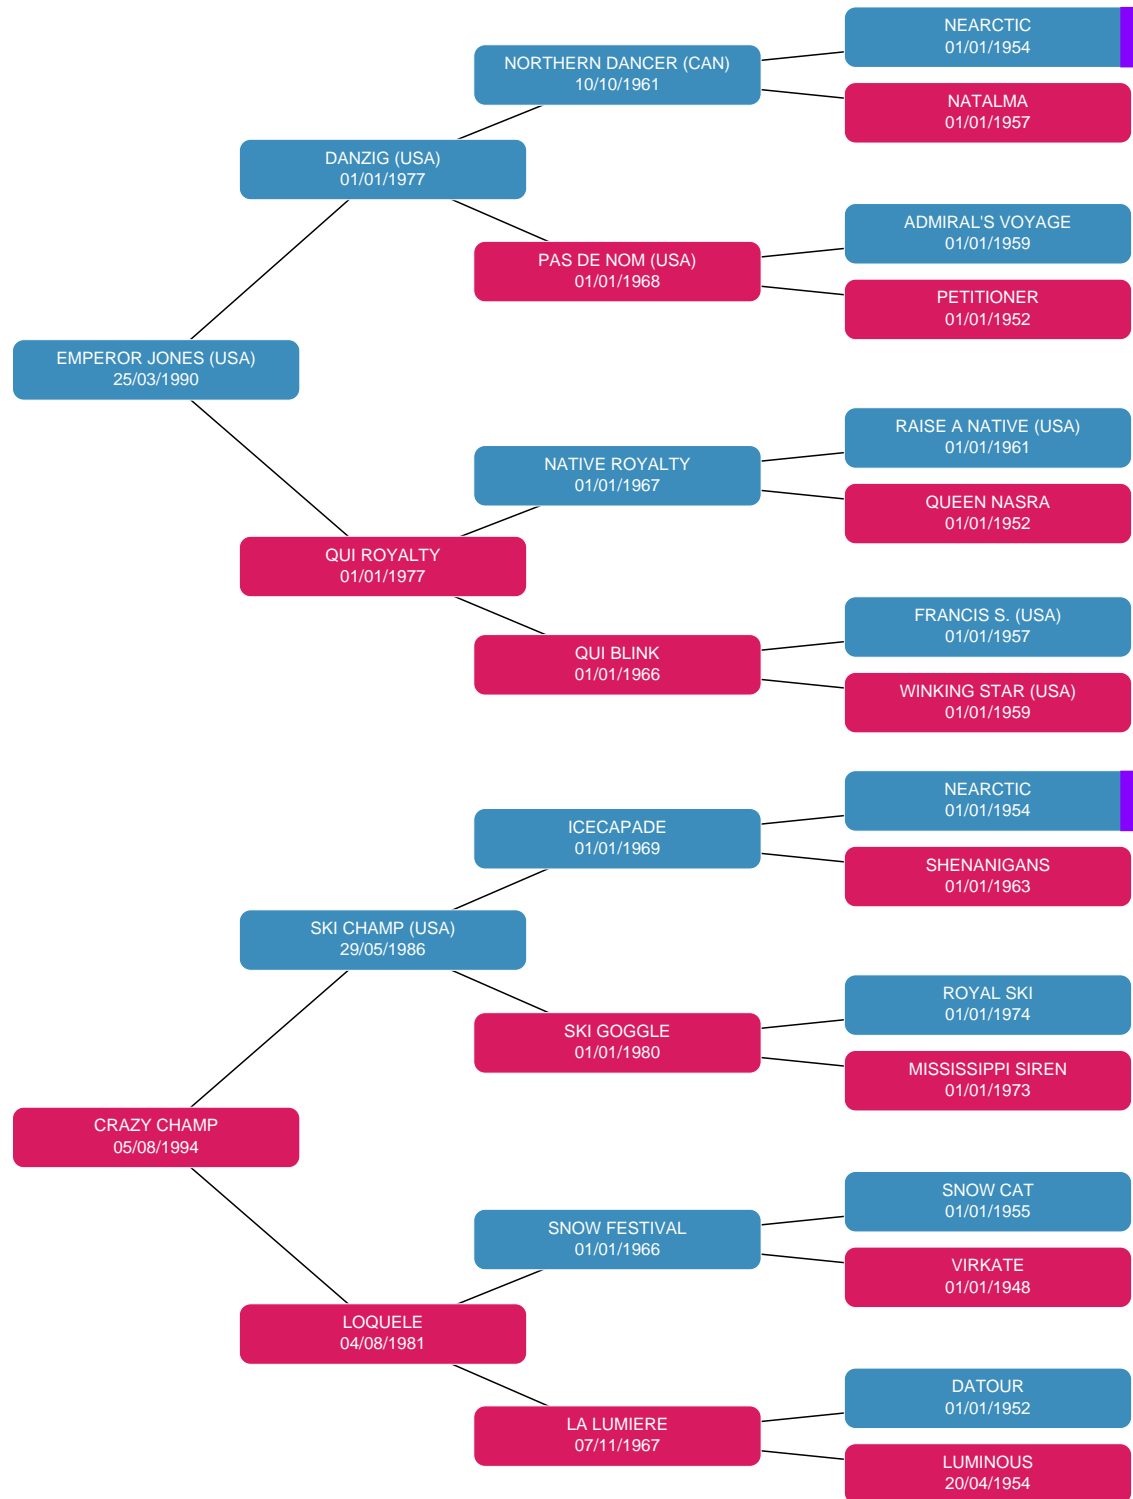 NEARCTIC
01/01/1954
NORTHERN DANCER (CAN)
10/10/1961
NATALMA
01/01/1957
DANZIG (USA)
01/01/1977
ADMIRAL'S VOYAGE
01/01/1959
PAS DE NOM (USA)
01/01/1968
PETITIONER
01/01/1952
EMPEROR JONES (USA)
25/03/1990
RAISE A NATIVE (USA)
01/01/1961
NATIVE ROYALTY
01/01/1967
QUEEN NASRA
01/01/1952
QUI ROYALTY
01/01/1977
FRANCIS S. (USA)
01/01/1957
QUI BLINK
01/01/1966
WINKING STAR (USA)
01/01/1959
NEARCTIC
01/01/1954
ICECAPADE
01/01/1969
SHENANIGANS
01/01/1963
SKI CHAMP (USA)
29/05/1986
ROYAL SKI
01/01/1974
SKI GOGGLE
01/01/1980
MISSISSIPPI SIREN
01/01/1973
CRAZY CHAMP
05/08/1994
SNOW CAT
01/01/1955
SNOW FESTIVAL
01/01/1966
VIRKATE
01/01/1948
LOQUELE
04/08/1981
DATOUR
01/01/1952
LA LUMIERE
07/11/1967
LUMINOUS
20/04/1954